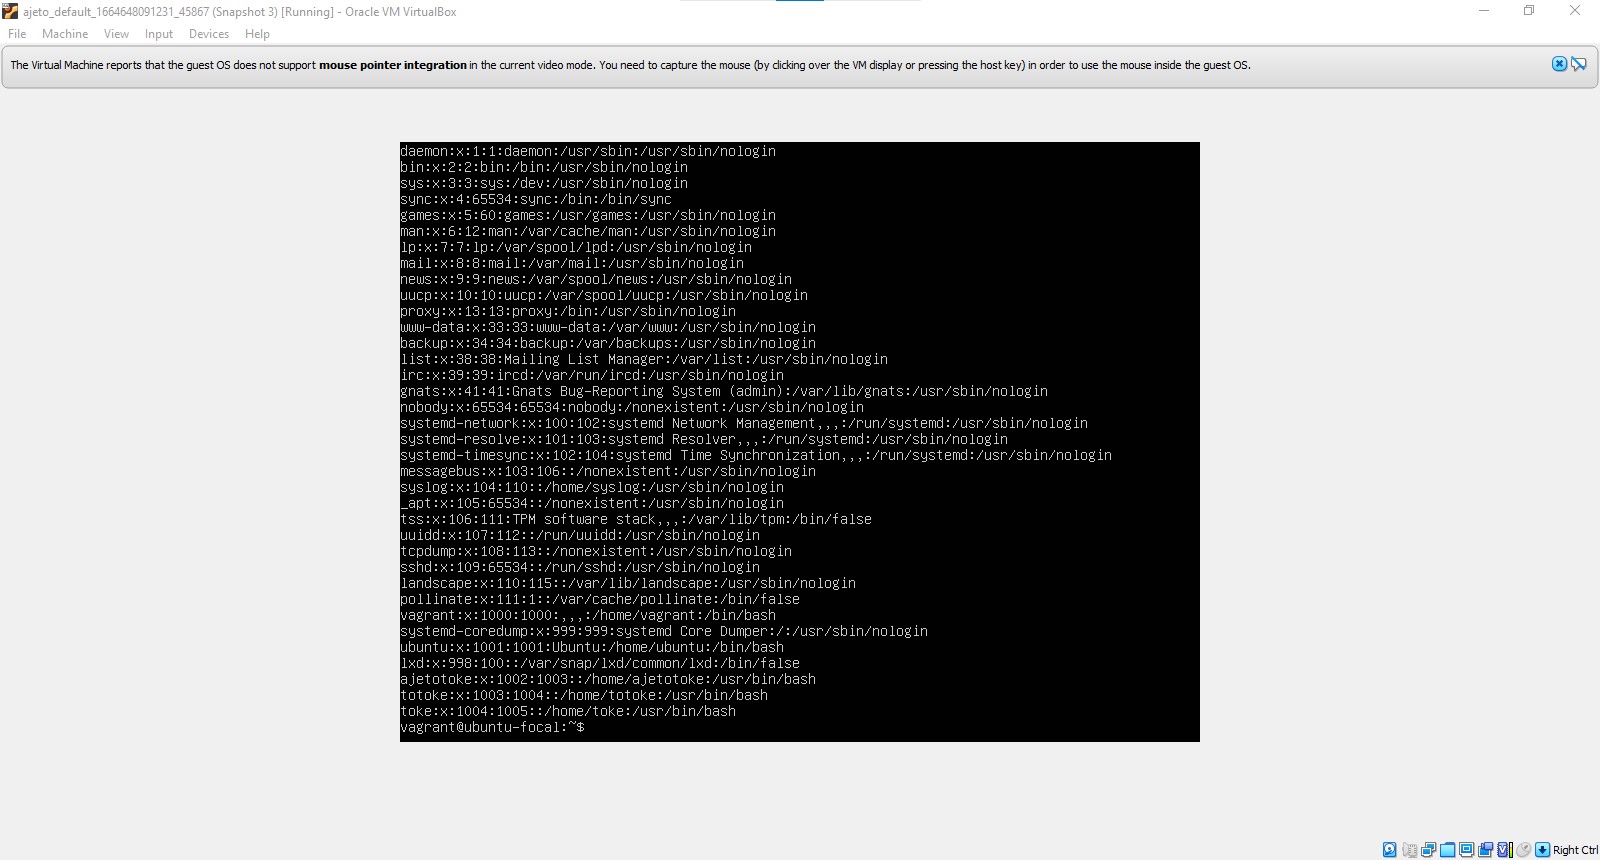 ajeto_default_1664648091231_45867 (Snapshot 3) [Running] - Oracle VM VirtualBox
File Machine View Input Devices Help
The Virtual Machine reports that the guest OS does not support mouse pointer integration in the current video mode. You need to capture the mouse (by clicking over the VM display or pressing the host key) in order to use the mouse inside the guest OS.
daemon:x:1:1:daemon:/usr/sbin:/usr/sbin/nologin
bin:x:2:2:bin:/bin:/usr/sbin/nologin
sys:x:3:3:sys:/dev:/usr/sbin/nologin
sync:x:4:65534:sync:/bin:/bin/sync
games:x:5:60:games:/usr/games:/usr/sbin/nologin
man:x:6:12:man:/var/cache/man:/usr/sbin/nologin
lp:x:7:7:lp:/var/spool/lpd:/usr/sbin/nologin
mail:x:8:8:mail:/var/mail:/usr/sbin/nologin
news:x:9:9:news:/var/spool/news:/usr/sbin/nologin
uucp:x:10:10:uucp:/var/spool/uucp:/usr/sbin/nologin
proxy:x:13:13:proxy:/bin:/usr/sbin/nologin
www-data:x:33:33:www-data:/var/www:/usr/sbin/nologin
backup:x:34:34:backup:/var/backups:/usr/sbin/nologin
list:x:38:38:Mailing List Manager:/var/list:/usr/sbin/nologin
irc:x:39:39:ircd:/var/run/ircd:/usr/sbin/nologin
gnats:x:41:41:Gnats Bug-Reporting System (admin):/var/lib/gnats:/usr/sbin/nologin
nobody:x:65534:65534:nobody:/nonexistent:/usr/sbin/nologin
systemd-network:x:100:102:systemd Network Management,,,:/run/systemd:/usr/sbin/nologin
systemd-resolve:x:101:103:systemd Resolver,,,:/run/systemd:/usr/sbin/nologin
systemd-timesync:x:102:104:systemd Time Synchronization,,,:/run/systemd:/usr/sbin/nologin
messagebus:x:103:106::/nonexistent:/usr/sbin/nologin
syslog:x:104:110::/home/syslog:/usr/sbin/nologin
_apt:x:105:65534::/nonexistent:/usr/sbin/nologin
tss:x:106:111:TPM software stack,,,:/var/lib/tpm:/bin/false
uuidd:x:107:112::/run/uuidd:/usr/sbin/nologin
tcpdump:x:108:113::/nonexistent:/usr/sbin/nologin
sshd:x:109:65534::/run/sshd:/usr/sbin/nologin
landscape:x:110:115::/var/lib/landscape:/usr/sbin/nologin
pollinate:x:111:1::/var/cache/pollinate:/bin/false
vagrant:x:1000:1000:,,,:/home/vagrant:/bin/bash
systemd-coredump:x:999:999:systemd Core Dumper:/:/usr/sbin/nologin
ubuntu:x:1001:1001:Ubuntu:/home/ubuntu:/bin/bash
lxd:x:998:100::/var/snap/lxd/common/lxd:/bin/false
ajetotoke:x:1002:1003::/home/ajetotoke:/usr/bin/bash
totoke:x:1003:1004::/home/totoke:/usr/bin/bash
toke:x:1004:1005::/home/toke:/usr/bin/bash
vagrant@ubuntu-focal:~$
Right Ctrl